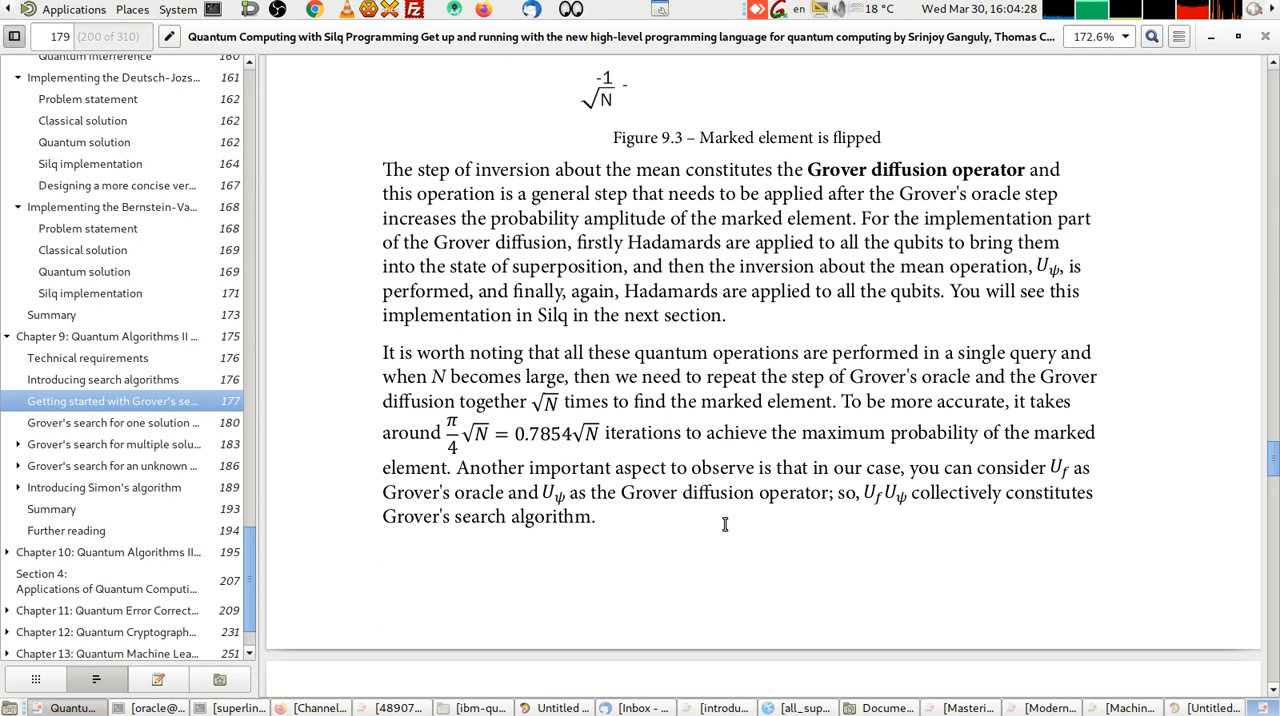 Applications Places System en 18 °C Wed Mar 30, 16:04:28
179 (200 of 310) Quantum Computing with Silq Programming Get up and running with the new high-level programming language for quantum computing by Srinjoy Ganguly, Thomas C... 172.6%
Quantum interference 160
Implementing the Deutsch-Jozs... 161
Problem statement 162
Classical solution 162
Quantum solution 162
Silq implementation 164
Designing a more concise ver... 167
Implementing the Bernstein-Va... 168
Problem statement 168
Classical solution 169
Quantum solution 169
Silq implementation 171
Summary 173
Chapter 9: Quantum Algorithms II ... 175
Technical requirements 176
Introducing search algorithms 176
Getting started with Grover's se... 177
Grover's search for one solution ... 180
Grover's search for multiple solu... 183
Grover's search for an unknown ... 186
Introducing Simon's algorithm 189
Summary 193
Further reading 194
Chapter 10: Quantum Algorithms II... 195
Section 4:
Applications of Quantum Computi... 207
Chapter 11: Quantum Error Correct... 209
Chapter 12: Quantum Cryptograph... 231
Chapter 13: Quantum Machine Lea... 251
-1
√N -
Figure 9.3 – Marked element is flipped
The step of inversion about the mean constitutes the Grover diffusion operator and
this operation is a general step that needs to be applied after the Grover's oracle step
increases the probability amplitude of the marked element. For the implementation part
of the Grover diffusion, firstly Hadamards are applied to all the qubits to bring them
into the state of superposition, and then the inversion about the mean operation, Uψ, is
performed, and finally, again, Hadamards are applied to all the qubits. You will see this
implementation in Silq in the next section.
It is worth noting that all these quantum operations are performed in a single query and
when N becomes large, then we need to repeat the step of Grover's oracle and the Grover
diffusion together √N times to find the marked element. To be more accurate, it takes
around π/4 √N = 0.7854√N iterations to achieve the maximum probability of the marked
element. Another important aspect to observe is that in our case, you can consider Uf as
Grover's oracle and Uψ as the Grover diffusion operator; so, UfUψ collectively constitutes
Grover's search algorithm.
Quantu... [oracle@... [superlin... [Channel... [48907... [ibm-qu... Untitled ... [Inbox - ... [introdu... [all_sup... Docume... [Masteri... [Modern... [Machin... [Untitled...